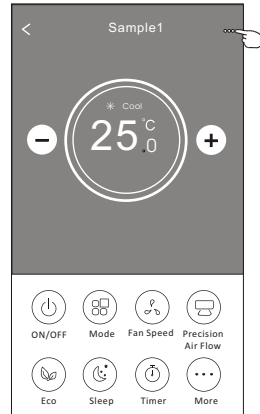 Sample1
Cool
25.0°C
ON/OFF Mode Fan Speed Precision
Air Flow
Eco Sleep Timer More